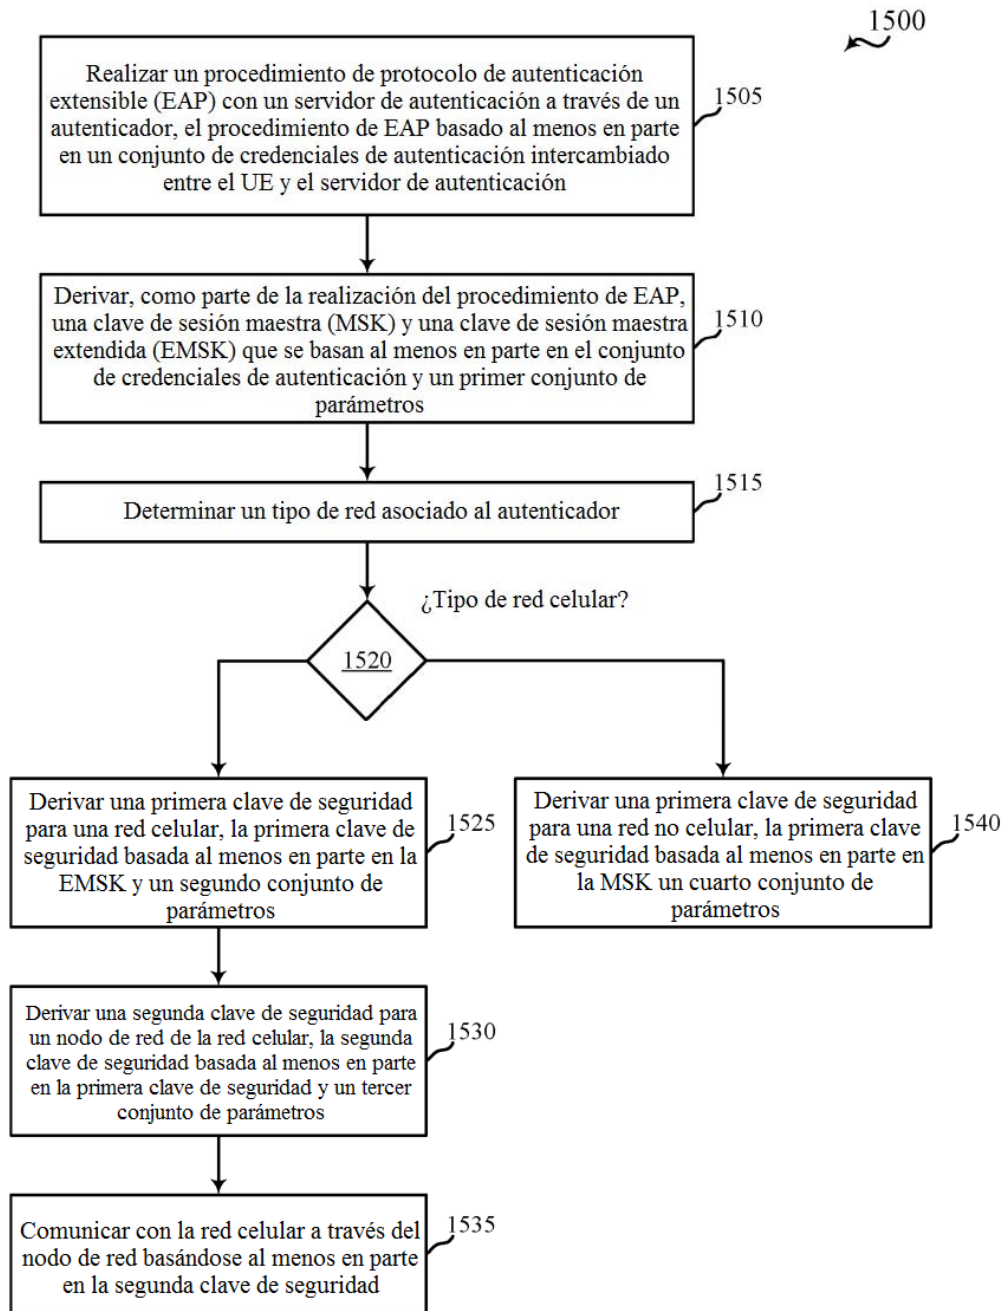 1500
Realizar un procedimiento de protocolo de autenticación
extensible (EAP) con un servidor de autenticación a través de un
autenticador, el procedimiento de EAP basado al menos en parte
en un conjunto de credenciales de autenticación intercambiado
entre el UE y el servidor de autenticación
1505
Derivar, como parte de la realización del procedimiento de EAP,
una clave de sesión maestra (MSK) y una clave de sesión maestra
extendida (EMSK) que se basan al menos en parte en el conjunto
de credenciales de autenticación y un primer conjunto de
parámetros
1510
Determinar un tipo de red asociado al autenticador
1515
¿Tipo de red celular?
1520
Derivar una primera clave de seguridad
para una red celular, la primera clave de
seguridad basada al menos en parte en la
EMSK y un segundo conjunto de
parámetros
1525
Derivar una primera clave de seguridad
para una red no celular, la primera clave
de seguridad basada al menos en parte en
la MSK un cuarto conjunto de
parámetros
1540
Derivar una segunda clave de seguridad para
un nodo de red de la red celular, la segunda
clave de seguridad basada al menos en parte
en la primera clave de seguridad y un tercer
conjunto de parámetros
1530
Comunicar con la red celular a través del
nodo de red basándose al menos en parte
en la segunda clave de seguridad
1535